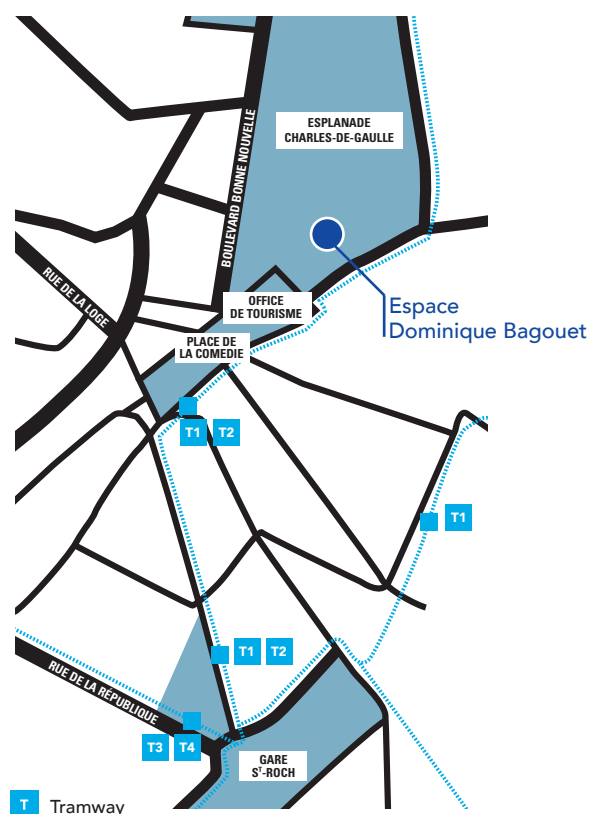 ESPLANADE
CHARLES-DE-GAULLE
BOULEVARD BONNE NOUVELLE
RUE DE LA LOGE
OFFICE
DE TOURISME
Espace
Dominique Bagouet
PLACE DE
LA COMEDIE
T1 T2
T1
T1 T2
RUE DE LA RÉPUBLIQUE
T3 T4
GARE
ST-ROCH
T Tramway